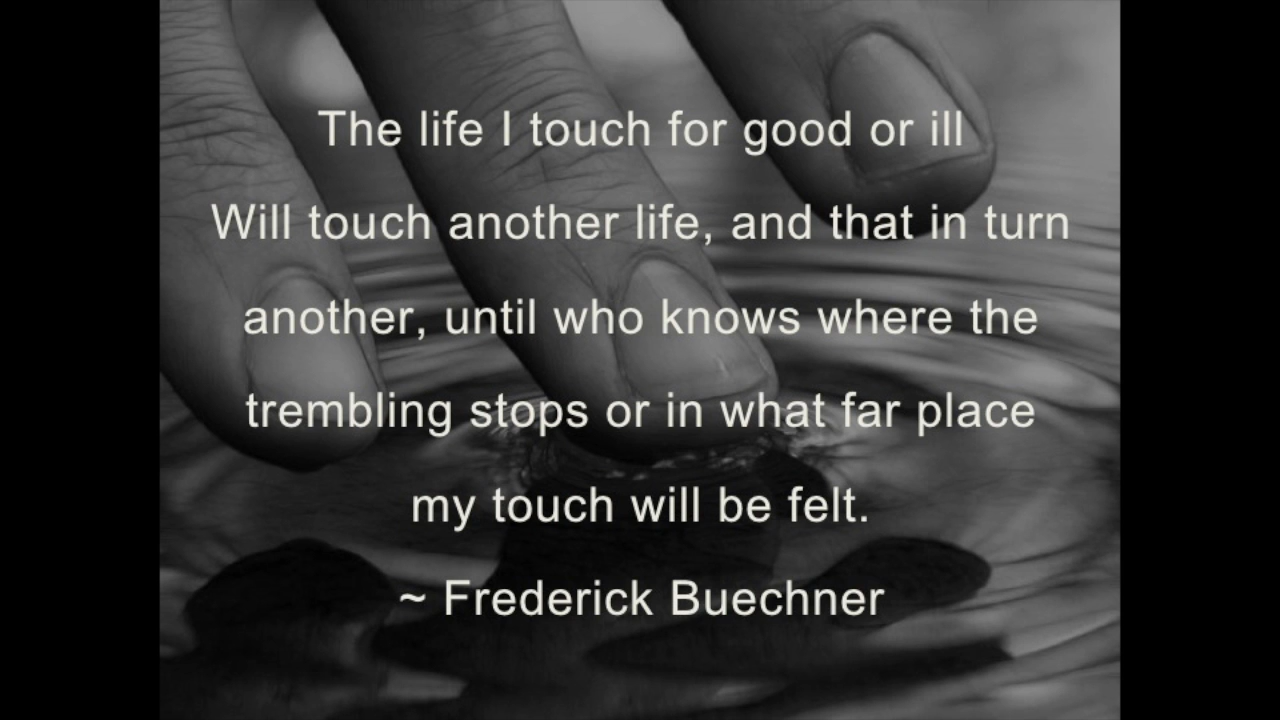 The life I touch for good or ill
Will touch another life, and that in turn
another, until who knows where the
trembling stops or in what far place
my touch will be felt.
~ Frederick Buechner